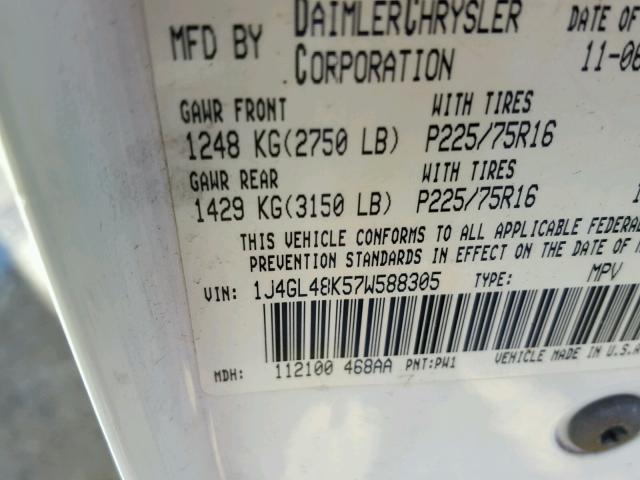 MFD BY DAIMLERCHRYSLER CORPORATION DATE OF
11-06
GAWR FRONT WITH TIRES
1248 KG(2750 LB) P225/75R16
GAWR REAR WITH TIRES
1429 KG(3150 LB) P225/75R16
THIS VEHICLE CONFORMS TO ALL APPLICABLE FEDERAL
PREVENTION STANDARDS IN EFFECT ON THE DATE OF
VIN: 1J4GL48K57W588305 TYPE: MPV
MDH: 112100 468AA PNT:PW1 VEHICLE MADE IN U.S.A